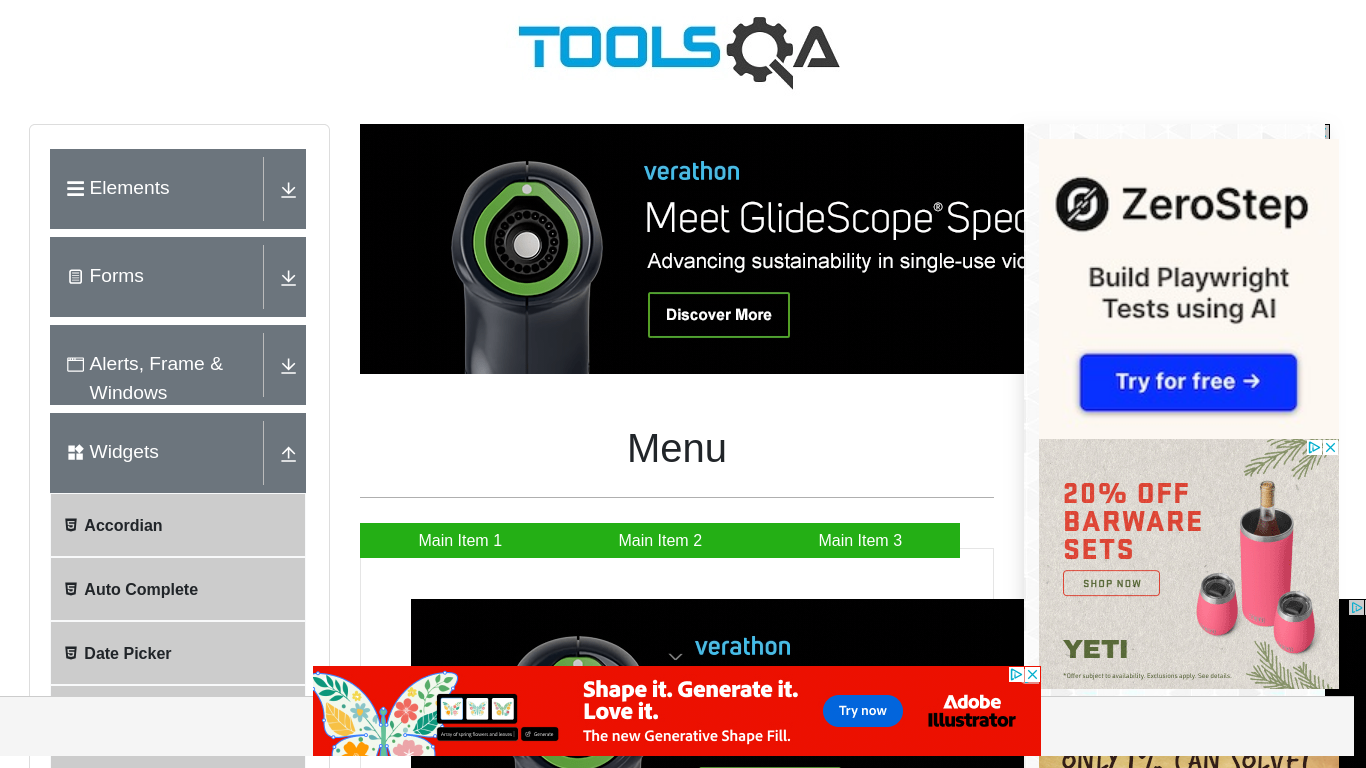 TOOLSQA
Elements
Forms
Alerts, Frame &
Windows
Widgets
Accordian
Auto Complete
Date Picker
verathon
Meet GlideScope® Spec
Advancing sustainability in single-use vic
Discover More
Menu
Main Item 1
Main Item 2
Main Item 3
verathon
ZeroStep
Build Playwright
Tests using AI
Try for free →
20% OFF
BARWARE
SETS
SHOP NOW
YETI
*Offer subject to availability. Exclusions apply. See details.
Array of spring flowers and leaves
Generate
Shape it. Generate it.
Love it.
The new Generative Shape Fill.
Try now
Adobe
Illustrator
ONLY 1% CAN SOLVE!